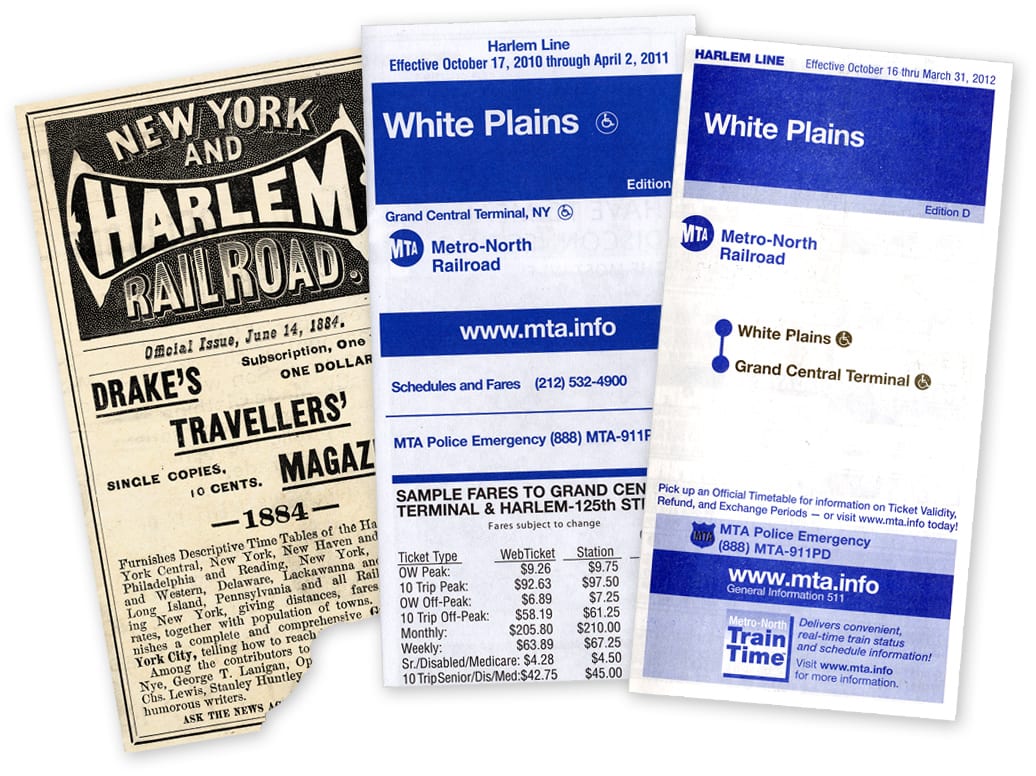 NEW YORK
AND
HARLEM
RAILROAD.
Official Issue, June 14, 1884.
Subscription, One
ONE DOLLAR
DRAKE'S
TRAVELLERS'
SINGLE COPIES,
10 CENTS.
MAGAZ
—1884—
Furnishes Descriptive Time Tables of the Ha
York Central, New York, New Haven and
Philadelphia and Reading, New York,
and Western, Delaware, Lackawanna an
Long Island, Pennsylvania and all Rail
ing New York, giving distances, fares
rates, together with population of towns.
nishes a complete and comprehensive
York City, telling how to reach
Among the contributors to
Nye, George T. Lanigan, Op
Chs. Lewis, Stanley Huntley
humorous writers.
ASK THE NEWS AG
Harlem Line
Effective October 17, 2010 through April 2, 2011
White Plains
Edition
Grand Central Terminal, NY
MTA
Metro-North
Railroad
www.mta.info
Schedules and Fares (212) 532-4900
MTA Police Emergency (888) MTA-911P
SAMPLE FARES TO GRAND CEN
TERMINAL & HARLEM-125th STR
Fares subject to change
Ticket Type WebTicket Station
OW Peak: $9.26 $9.75
10 Trip Peak: $92.63 $97.50
OW Off-Peak: $6.89 $7.25
10 Trip Off-Peak: $58.19 $61.25
Monthly: $205.80 $210.00
Weekly: $63.89 $67.25
Sr./Disabled/Medicare: $4.28 $4.50
10 TripSenior/Dis/Med: $42.75 $45.00
HARLEM LINE Effective October 16 thru March 31, 2012
White Plains
Edition D
MTA
Metro-North
Railroad
White Plains
Grand Central Terminal
Pick up an Official Timetable for information on Ticket Validity,
Refund, and Exchange Periods — or visit www.mta.info today!
MTA
MTA Police Emergency
(888) MTA-911PD
www.mta.info
General Information 511
Metro-North
Train
Time
Delivers convenient,
real-time train status
and schedule information!
Visit www.mta.info
for more information.